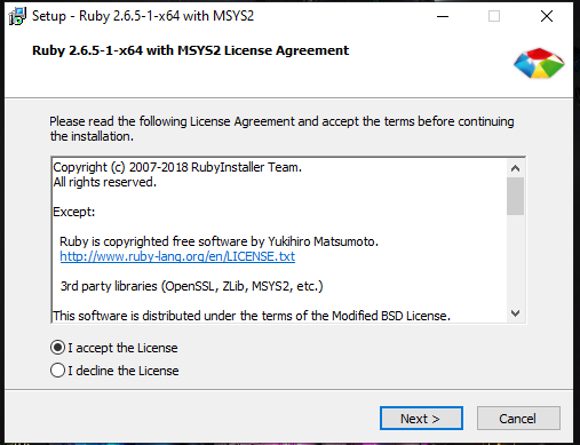 Setup - Ruby 2.6.5-1-x64 with MSYS2
Ruby 2.6.5-1-x64 with MSYS2 License Agreement
Please read the following License Agreement and accept the terms before continuing
the installation.
Copyright (c) 2007-2018 RubyInstaller Team.
All rights reserved.
Except:
Ruby is copyrighted free software by Yukihiro Matsumoto.
http://www.ruby-lang.org/en/LICENSE.txt
3rd party libraries (OpenSSL, ZLib, MSYS2, etc.)
This software is distributed under the terms of the Modified BSD License.
I accept the License
I decline the License
Next >
Cancel